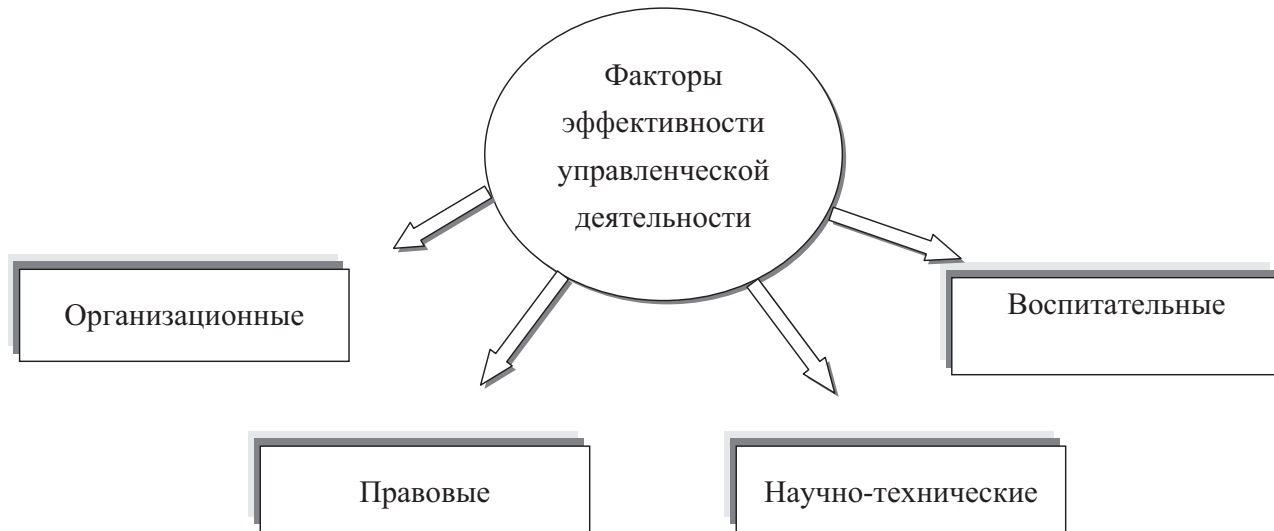 Факторы
эффективности
управленческой
деятельности
Организационные
Воспитательные
Правовые
Научно-технические